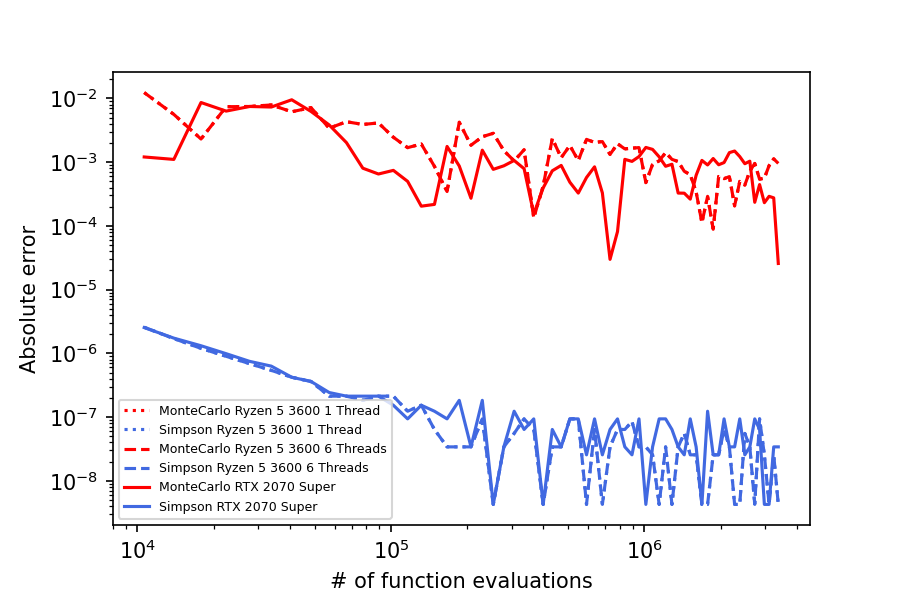 10⁻²
10⁻³
10⁻⁴
10⁻⁵
10⁻⁶
10⁻⁷
10⁻⁸
Absolute error
MonteCarlo Ryzen 5 3600 1 Thread
Simpson Ryzen 5 3600 1 Thread
MonteCarlo Ryzen 5 3600 6 Threads
Simpson Ryzen 5 3600 6 Threads
MonteCarlo RTX 2070 Super
Simpson RTX 2070 Super
10⁴ 10⁵ 10⁶
# of function evaluations